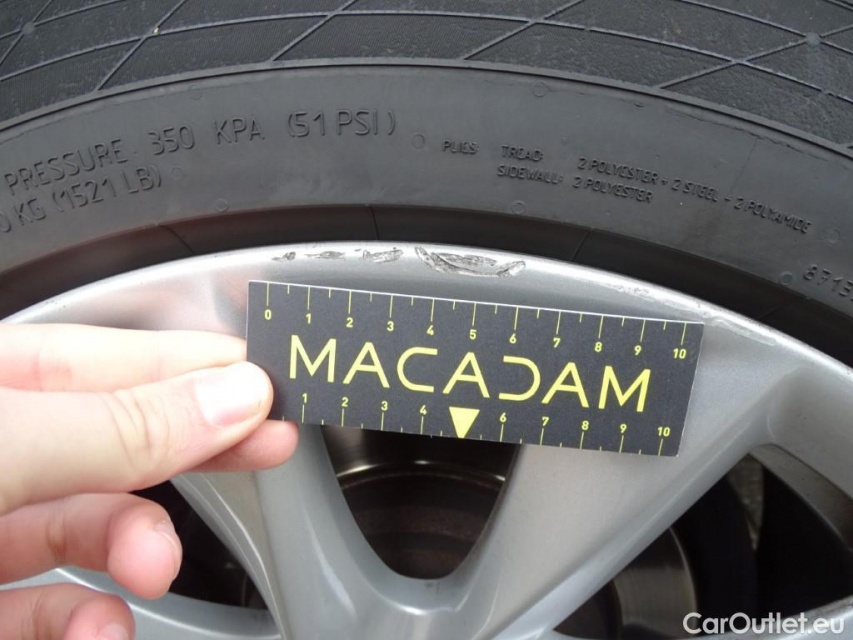 PRESSURE 350 KPA (51 PSI)
0 KG (1521 LB)
PLIES TREAD: 2 POLYESTER + 2 STEEL + 2 POLYAMIDE
SIDEWALL: 2 POLYESTER
8715
0 1 2 3 4 5 6 7 8 9 10
MACADAM
1 2 3 4 6 7 8 9 10
CarOutlet.eu